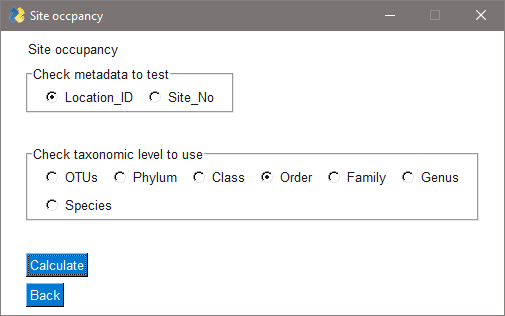 Site occpancy
Site occupancy
Check metadata to test
Location_ID Site_No
Check taxonomic level to use
OTUs Phylum Class Order Family Genus
Species
Calculate
Back